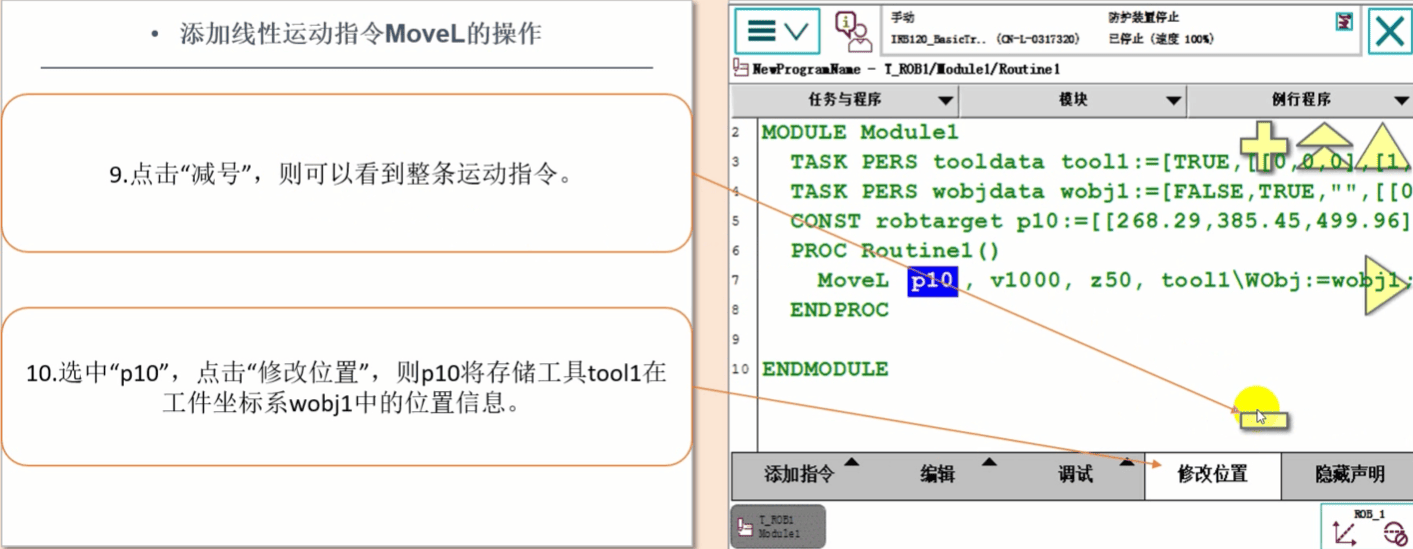 • 添加线性运动指令MoveL的操作
9.点击“减号”，则可以看到整条运动指令。
10.选中“p10”，点击“修改位置”，则p10将存储工具tool1在
工件坐标系wobj1中的位置信息。
手动
防护装置停止
IRB120_BasicTr.. (CN-L-0317320)
已停止 (速度 100%)
NewProgramName - T_ROB1/Module1/Routine1
任务与程序
模块
例行程序
2 MODULE Module1
3 TASK PERS tooldata tool1:=[TRUE,[[0,0,0],[1,
4 TASK PERS wobjdata wobj1:=[FALSE,TRUE,"",[[0
5 CONST robtarget p10:=[[268.29,385.45,499.96]
6 PROC Routine1()
7 MoveL p10, v1000, z50, tool1\WObj:=wobj1;
8 ENDPROC
9
10 ENDMODULE
添加指令
编辑
调试
修改位置
隐藏声明
T_ROB1
Module1
ROB_1